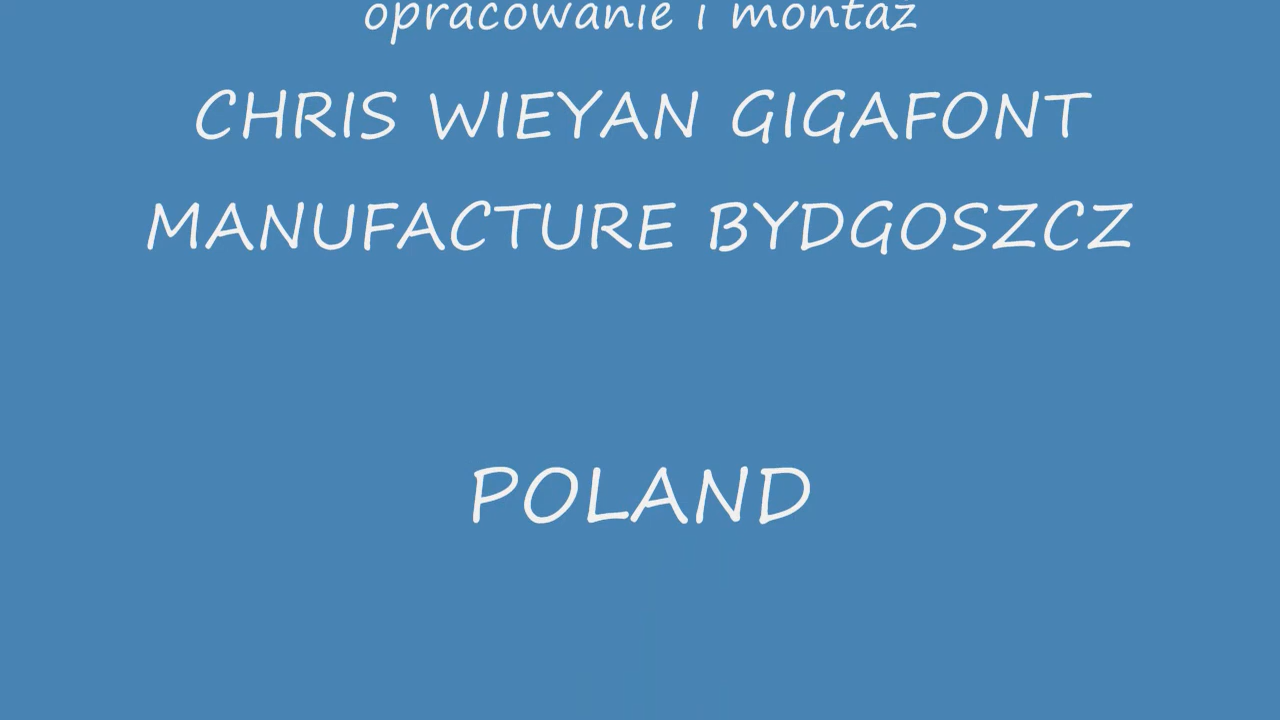 opracowanie i montaż
CHRIS WIEYAN GIGAFONT
MANUFACTURE BYDGOSZCZ
POLAND